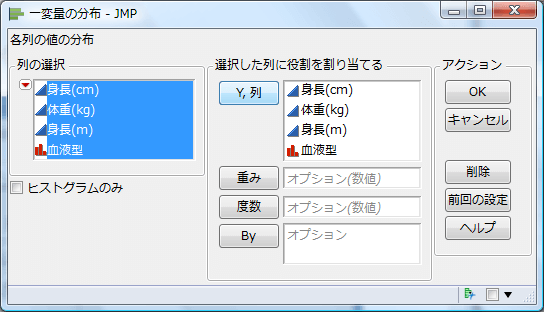 一変量の分布 - JMP
各列の値の分布
列の選択
身長(cm)
体重(kg)
身長(m)
血液型
ヒストグラムのみ
選択した列に役割を割り当てる
Y, 列
身長(cm)
体重(kg)
身長(m)
血液型
重み
オプション(数値)
度数
オプション(数値)
By
オプション
アクション
OK
キャンセル
削除
前回の設定
ヘルプ